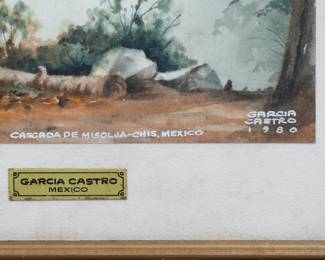 CASCADA DE MISOLJA-CHIS, MEXICO
GARCIA
CASTRO
1980
GARCIA CASTRO
MEXICO